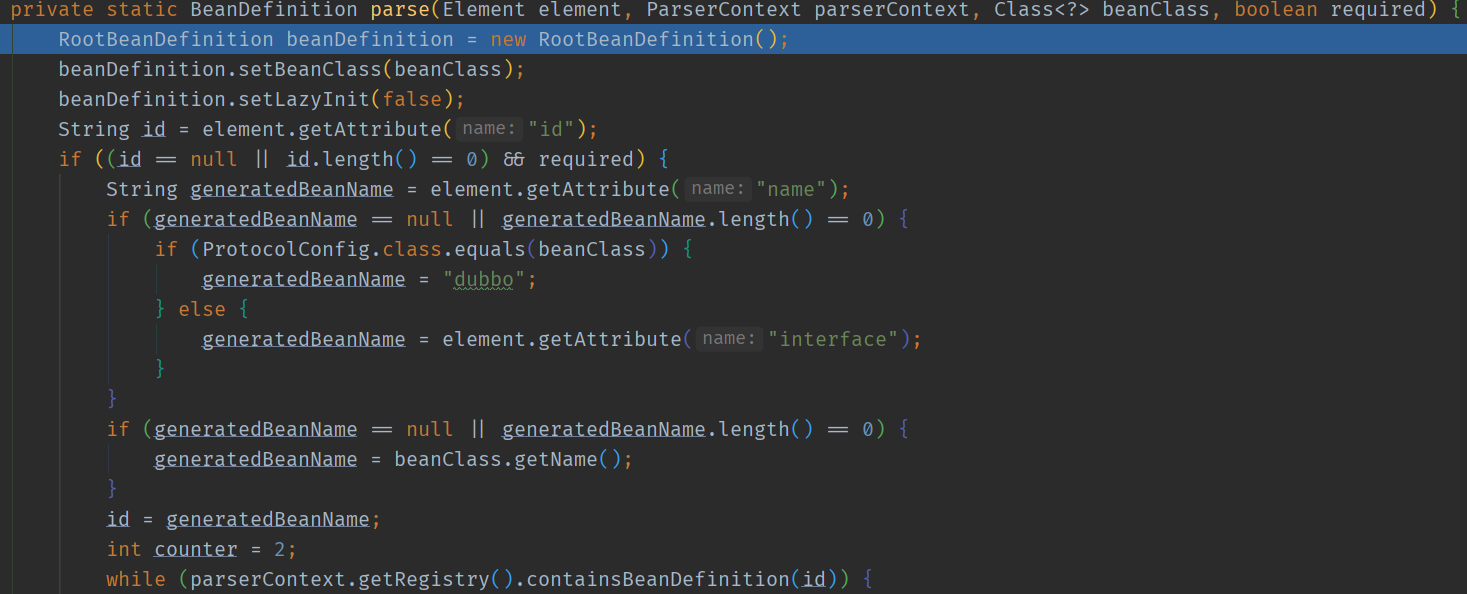 private static BeanDefinition parse(Element element, ParserContext parserContext, Class<?> beanClass, boolean required) {
    RootBeanDefinition beanDefinition = new RootBeanDefinition();
    beanDefinition.setBeanClass(beanClass);
    beanDefinition.setLazyInit(false);
    String id = element.getAttribute( name: "id");
    if ((id == null || id.length() == 0) && required) {
        String generatedBeanName = element.getAttribute( name: "name");
        if (generatedBeanName == null || generatedBeanName.length() == 0) {
            if (ProtocolConfig.class.equals(beanClass)) {
                generatedBeanName = "dubbo";
            } else {
                generatedBeanName = element.getAttribute( name: "interface");
            }
        }
        if (generatedBeanName == null || generatedBeanName.length() == 0) {
            generatedBeanName = beanClass.getName();
        }
        id = generatedBeanName;
        int counter = 2;
        while (parserContext.getRegistry().containsBeanDefinition(id)) {